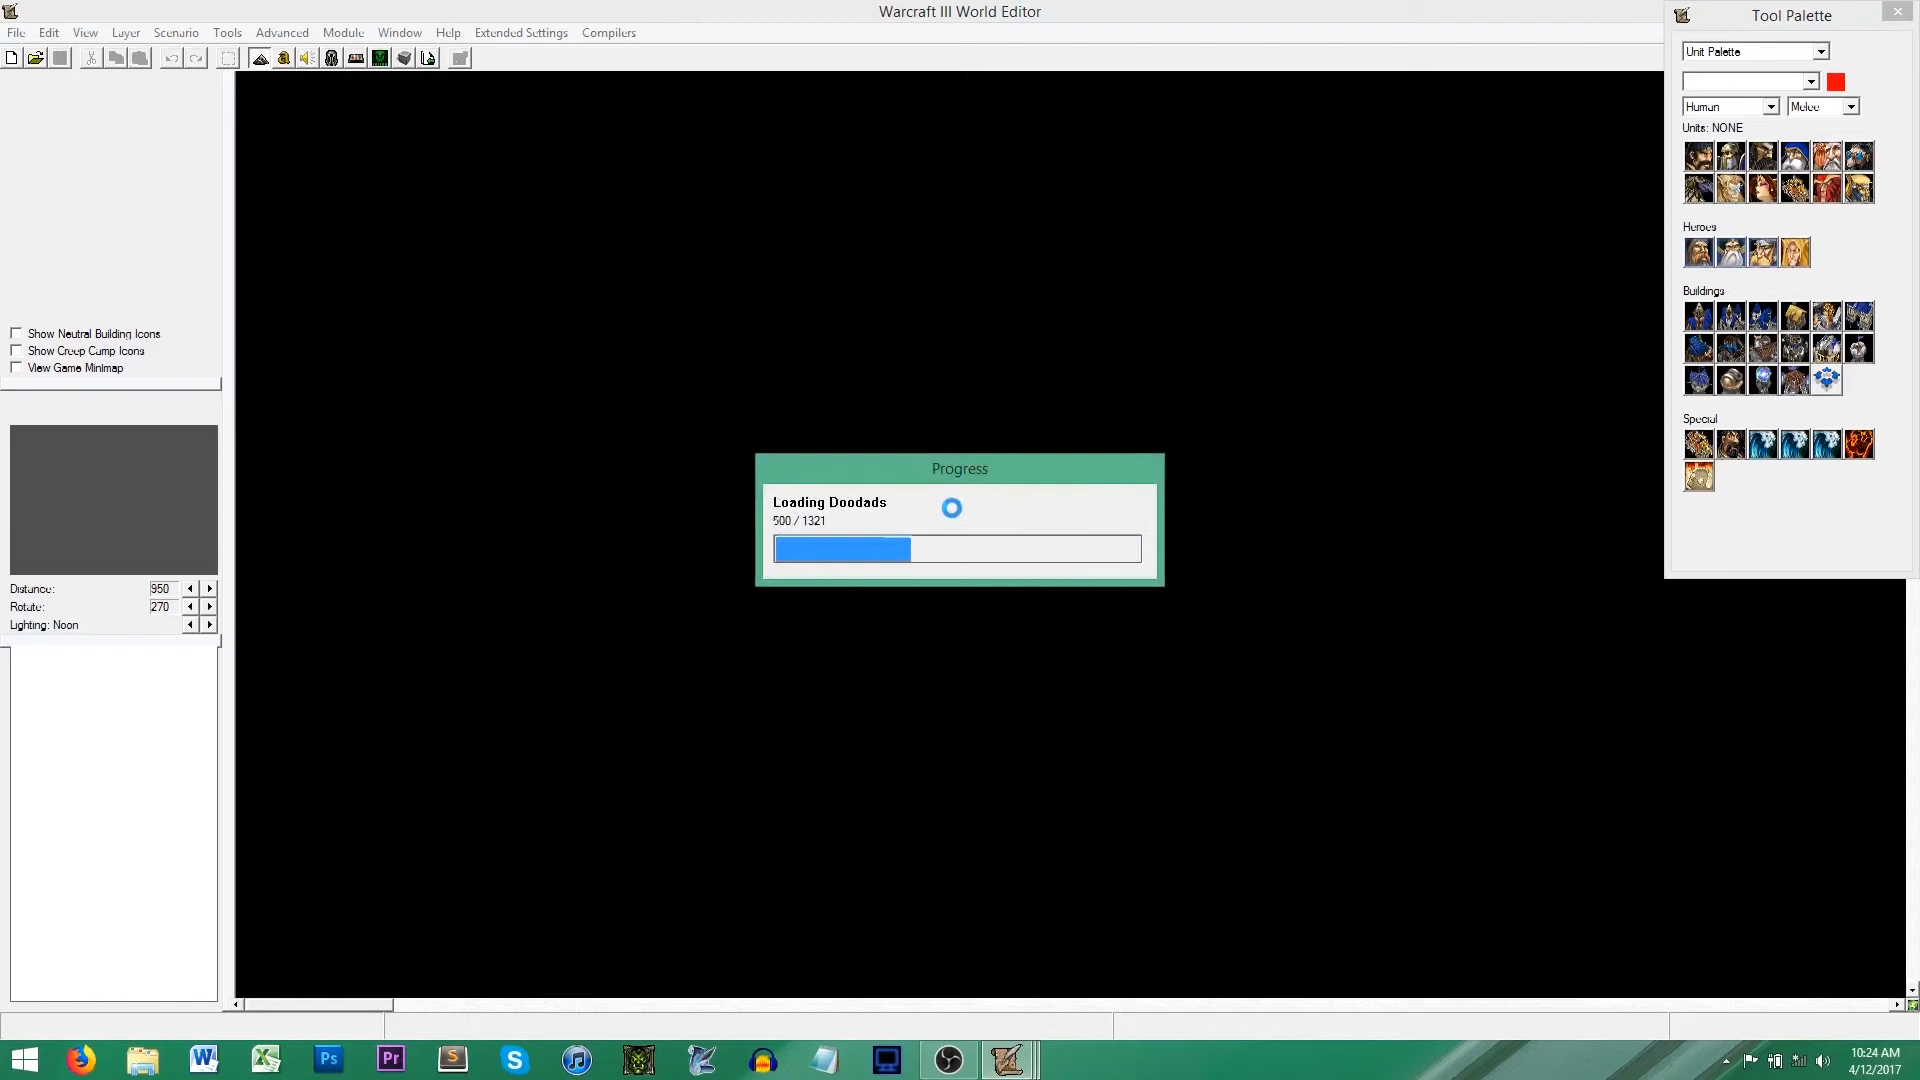 Warcraft III World Editor
File Edit View Layer Scenario Tools Advanced Module Window Help Extended Settings Compilers
Tool Palette
Unit Palette
Human Melee
Units: NONE
Heroes
Buildings
Special
Show Neutral Building Icons
Show Creep Camp Icons
View Game Minimap
Distance: 950
Rotate: 270
Lighting: Noon
Progress
Loading Doodads
500 / 1321
W X Ps Pr S S
10:24 AM
4/12/2017